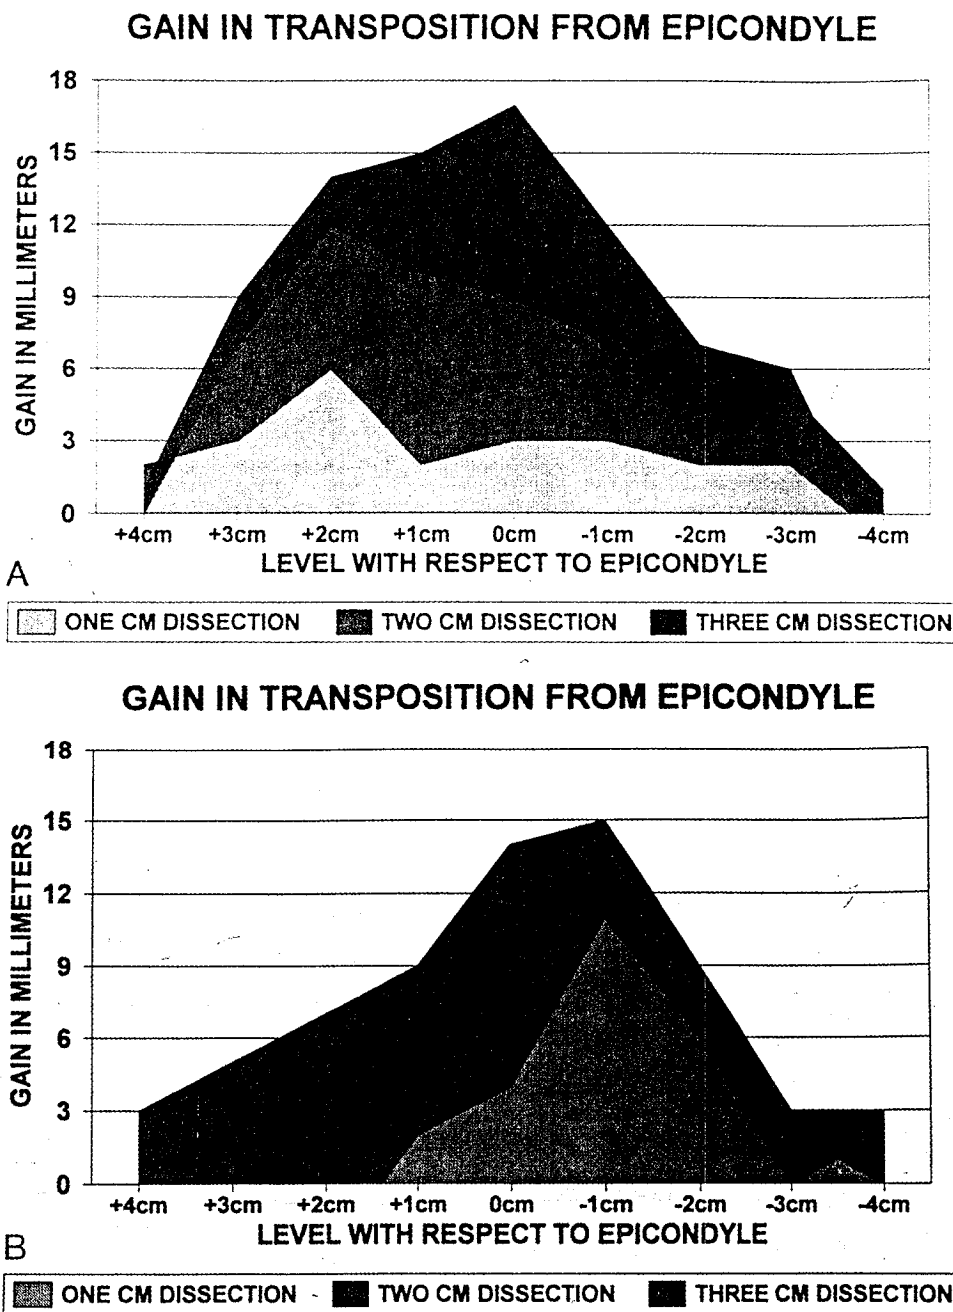 GAIN IN TRANSPOSITION FROM EPICONDYLE
18
15
12
9
6
3
0
GAIN IN MILLIMETERS
+4cm +3cm +2cm +1cm 0cm -1cm -2cm -3cm -4cm
LEVEL WITH RESPECT TO EPICONDYLE
A
ONE CM DISSECTION TWO CM DISSECTION THREE CM DISSECTION
GAIN IN TRANSPOSITION FROM EPICONDYLE
18
15
12
9
6
3
0
GAIN IN MILLIMETERS
+4cm +3cm +2cm +1cm 0cm -1cm -2cm -3cm -4cm
LEVEL WITH RESPECT TO EPICONDYLE
B
ONE CM DISSECTION TWO CM DISSECTION THREE CM DISSECTION